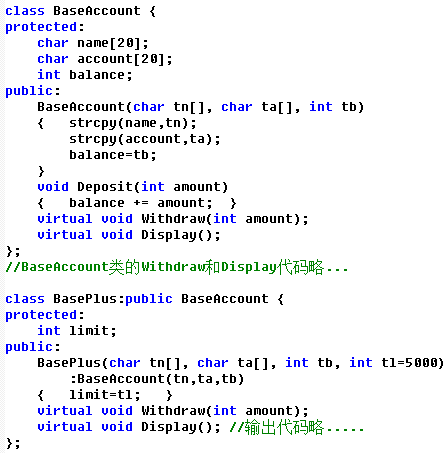 class BaseAccount {
protected:
    char name[20];
    char account[20];
    int balance;
public:
    BaseAccount(char tn[], char ta[], int tb)
    {   strcpy(name,tn);
        strcpy(account,ta);
        balance=tb;
    }
    void Deposit(int amount)
    {   balance += amount;  }
    virtual void Withdraw(int amount);
    virtual void Display();
};
//BaseAccount类的Withdraw和Display代码略...

class BasePlus:public BaseAccount {
protected:
    int limit;
public:
    BasePlus(char tn[], char ta[], int tb, int tl=5000)
        :BaseAccount(tn,ta,tb)
    {   limit=tl;   }
    virtual void Withdraw(int amount);
    virtual void Display(); //输出代码略.....
};